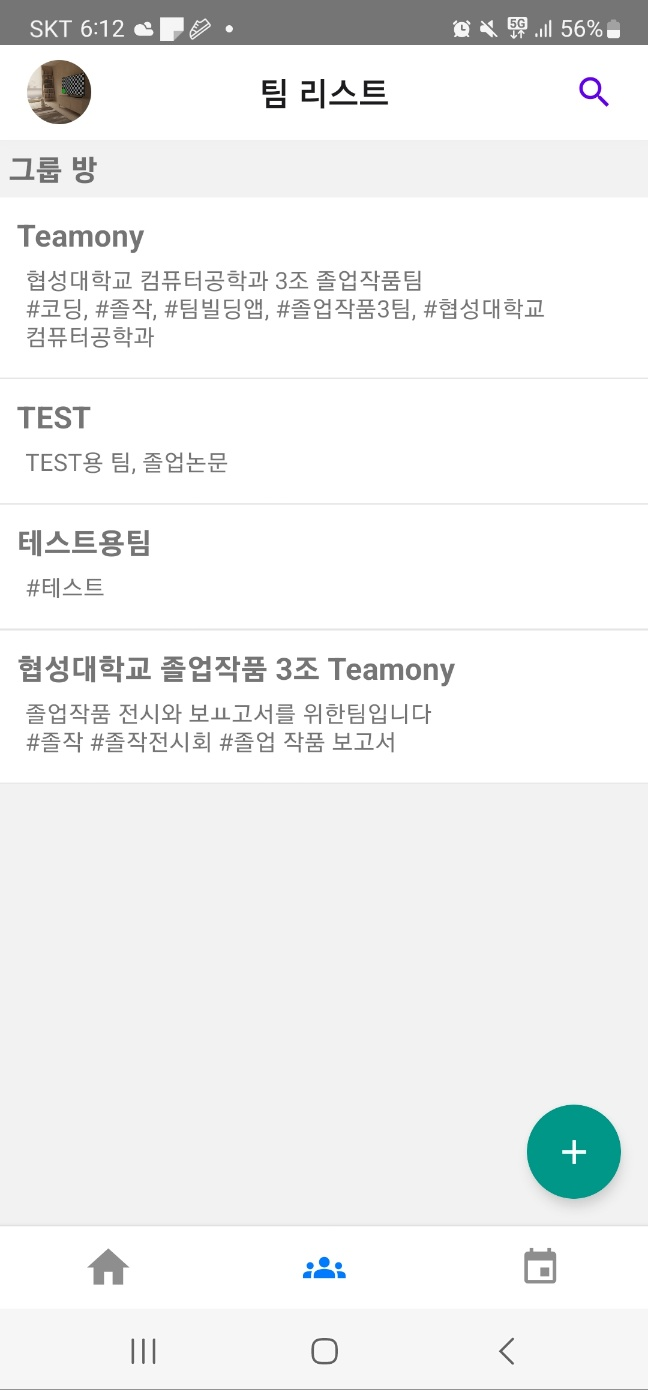 SKT 6:12
5G
56%
팀 리스트
그룹 방
Teamony
협성대학교 컴퓨터공학과 3조 졸업작품팀
#코딩, #졸작, #팀빌딩앱, #졸업작품3팀, #협성대학교
컴퓨터공학과
TEST
TEST용 팀, 졸업논문
테스트용팀
#테스트
협성대학교 졸업작품 3조 Teamony
졸업작품 전시와 보ㅛ고서를 위한팀입니다
#졸작 #졸작전시회 #졸업 작품 보고서